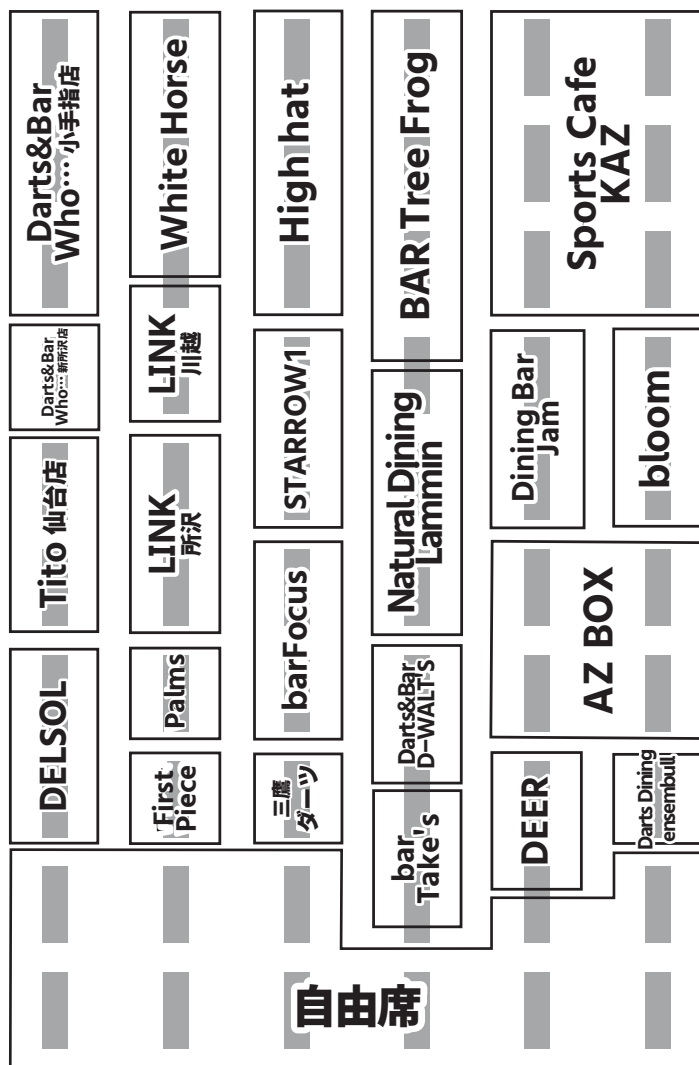 Darts&Bar
Who… 小手指店
White Horse
High hat
BAR Tree Frog
Sports Cafe
KAZ
Darts&Bar
Who… 新所沢店
LINK
川越
STARROW1
Natural Dining
Lammin
Dining Bar
Jam
bloom
Tito 仙台店
LINK
所沢
barFocus
AZ BOX
DELSOL
Palms
Darts&Bar
D-WALT'S
First
Piece
三鷹
ダーツ
bar
Take's
DEER
Darts Dining
ensembull
自由席